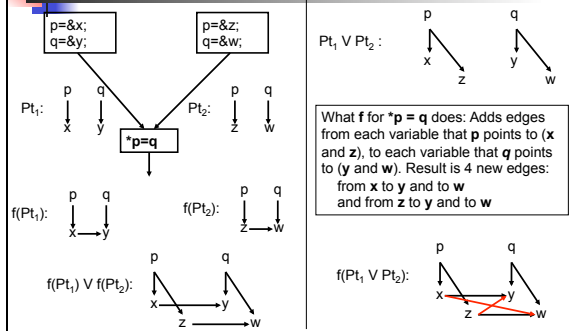 p=&x;
q=&y;
p=&z;
q=&w;
p q
Pt1:
x y
p q
Pt2:
z w
*p=q
p q
f(Pt1):
x y
p q
f(Pt2):
z w
p q
f(Pt1) V f(Pt2):
x y
z w
p q
Pt1 V Pt2 :
x y
z w
What f for *p = q does: Adds edges
from each variable that p points to (x
and z), to each variable that q points
to (y and w). Result is 4 new edges:
from x to y and to w
and from z to y and to w
p q
f(Pt1 V Pt2):
x y
z w